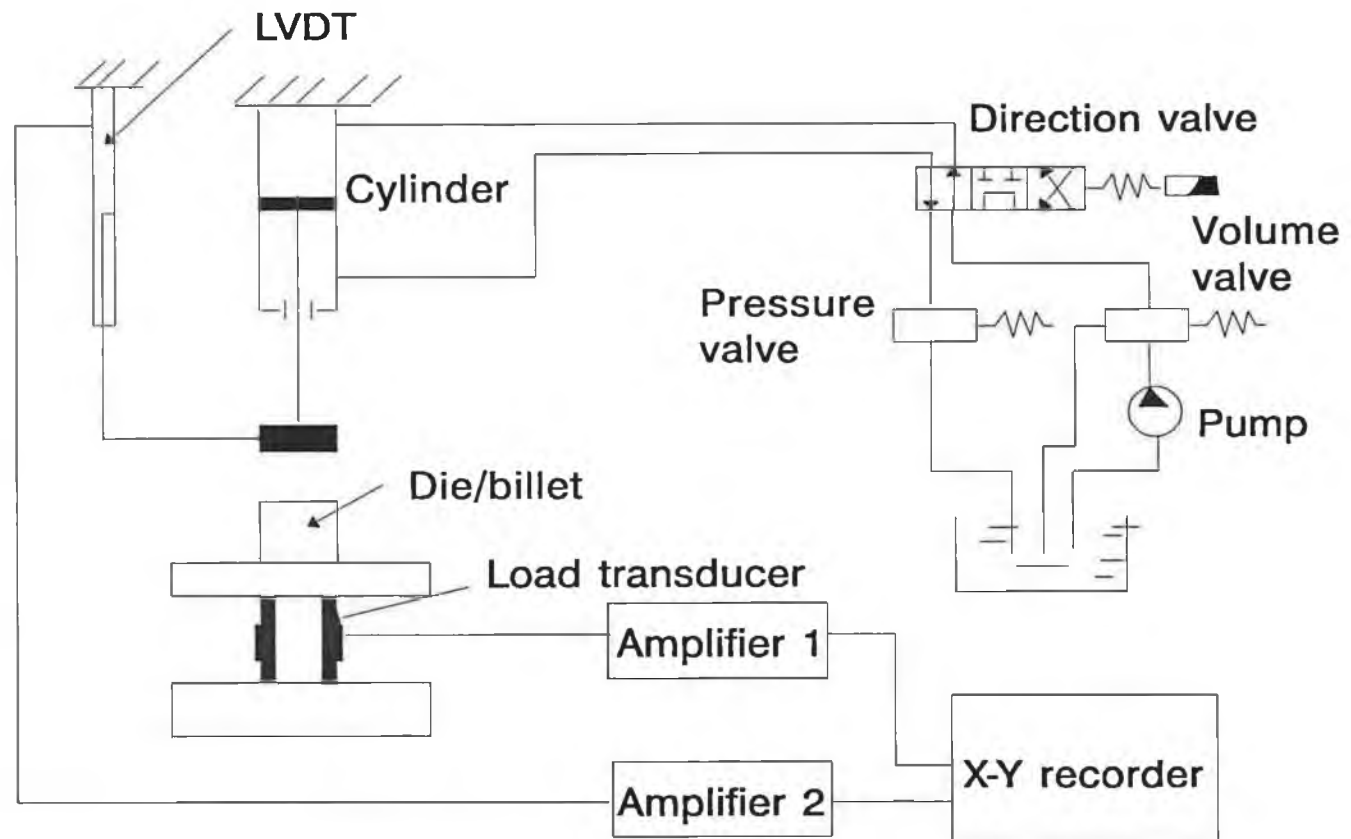 LVDT
Direction valve
Cylinder
Volume
valve
Pressure
valve
Pump
Die/billet
Load transducer
Amplifier 1
X-Y recorder
Amplifier 2